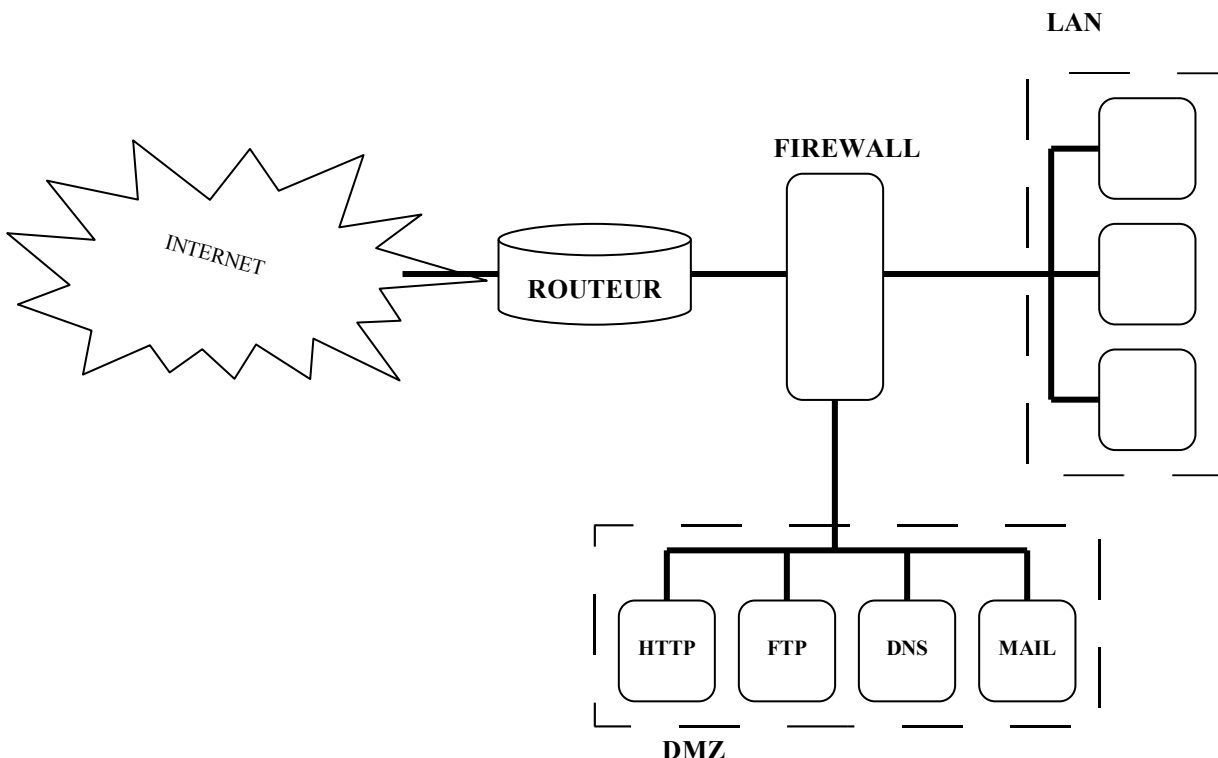 LAN
FIREWALL
INTERNET
ROUTEUR
HTTP
FTP
DNS
MAIL
DMZ